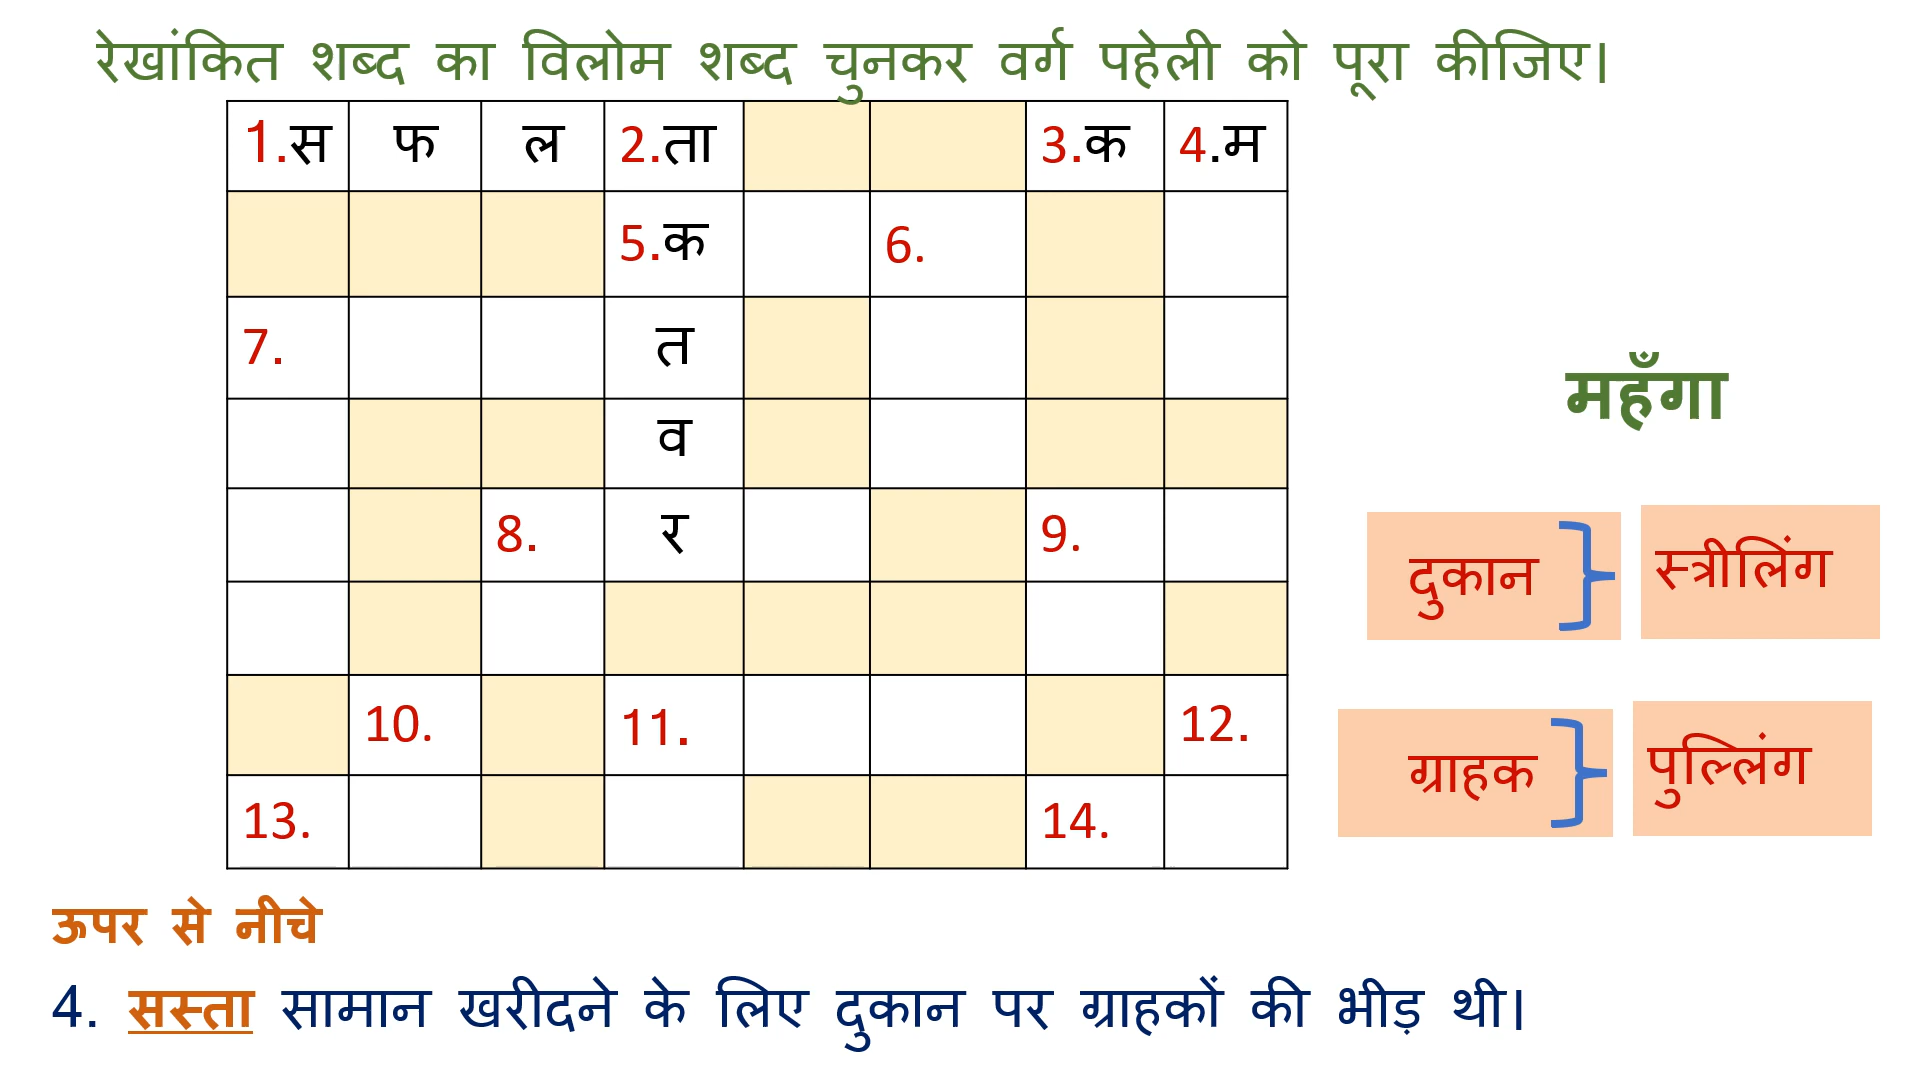 रेखांकित शब्द का विलोम शब्द चुनकर वर्ग पहेली को पूरा कीजिए।
1.स फ ल 2.ता 3.क 4.म
5.क 6.
7. त
व
8. र 9.
10. 11. 12.
13. 14.
महँगा
दुकान स्त्रीलिंग
ग्राहक पुल्लिंग
ऊपर से नीचे
4. सस्ता सामान खरीदने के लिए दुकान पर ग्राहकों की भीड़ थी।